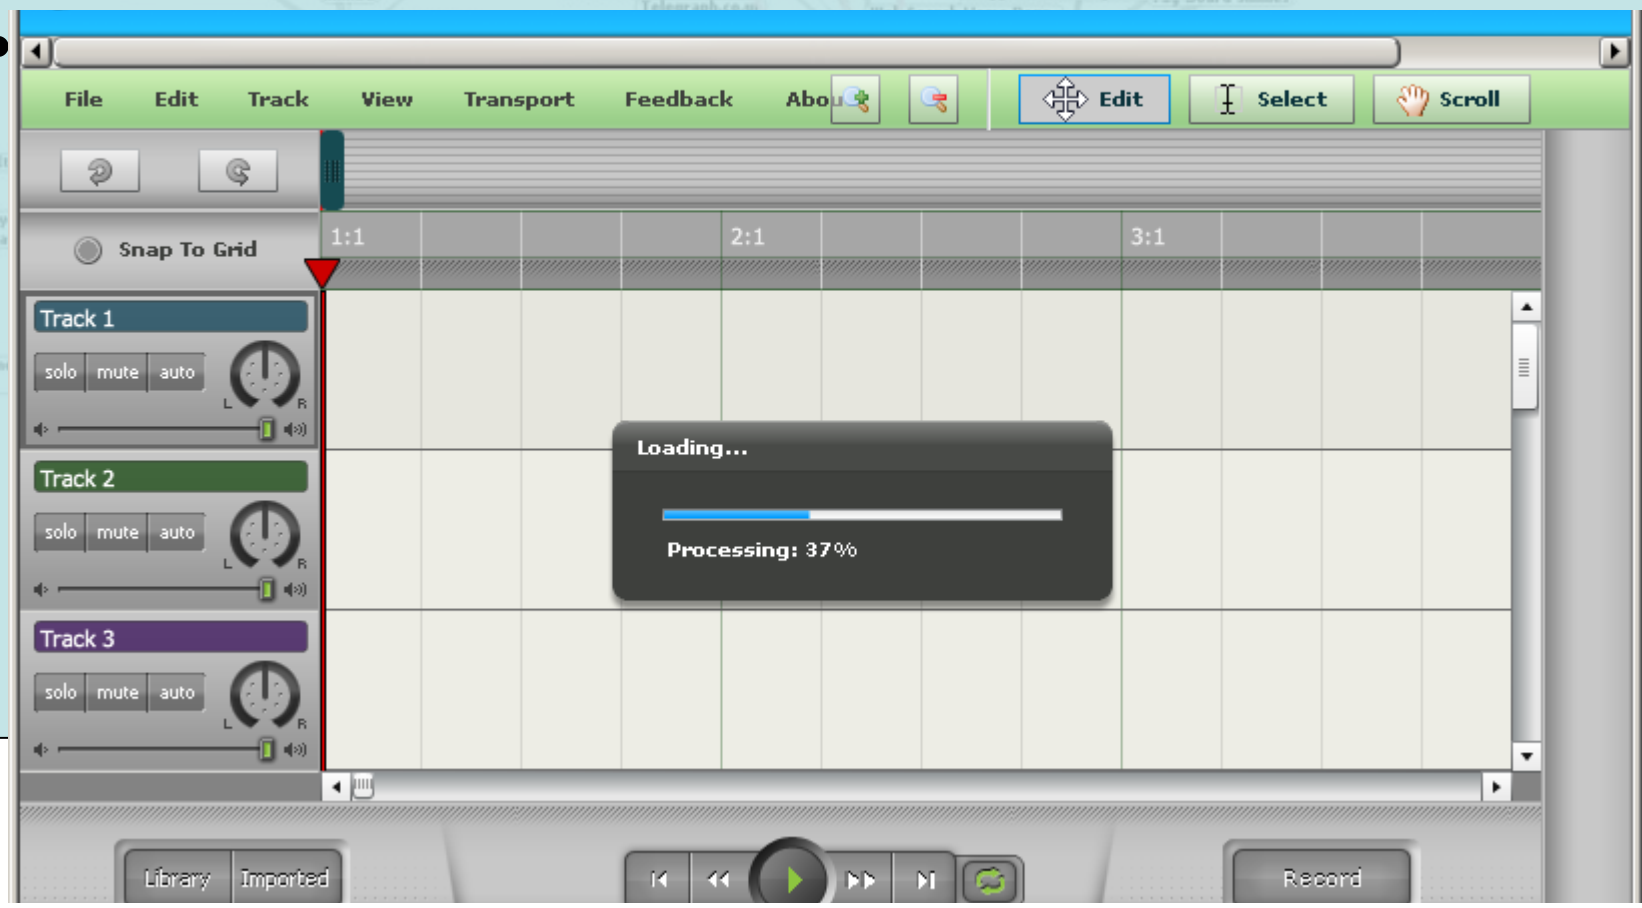 File Edit Track View Transport Feedback Abou Edit Select Scroll
Snap To Grid
1:1 2:1 3:1
Track 1
solo mute auto
L R
Track 2
solo mute auto
L R
Track 3
solo mute auto
L R
Loading...
Processing: 37%
Library Imported
Record